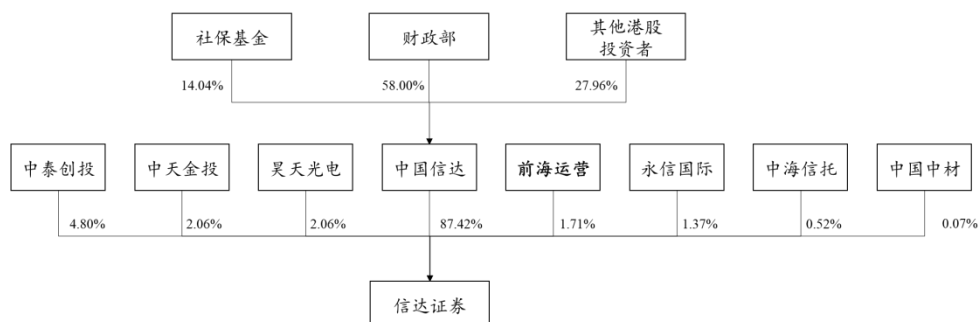 社保基金
财政部
其他港股
投资者
14.04%
58.00%
27.96%
中泰创投
中天金投
昊天光电
中国信达
前海运营
永信国际
中海信托
中国中材
4.80%
2.06%
2.06%
87.42%
1.71%
1.37%
0.52%
0.07%
信达证券